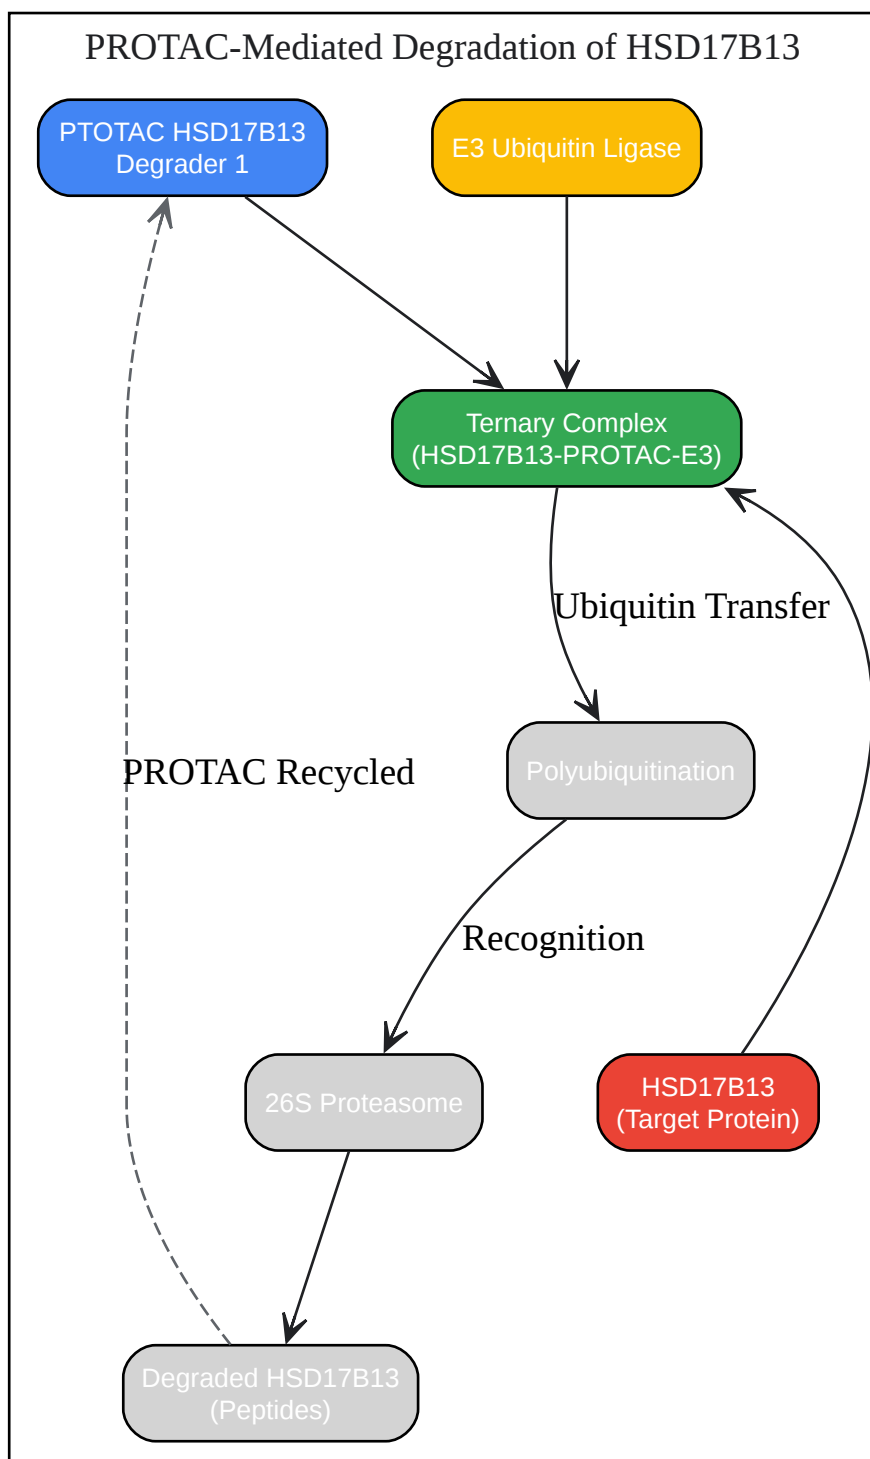 PROTAC-Mediated Degradation of HSD17B13
PTOTAC HSD17B13
Degrader 1
E3 Ubiquitin Ligase
Ternary Complex
(HSD17B13-PROTAC-E3)
Ubiquitin Transfer
Polyubiquitination
PROTAC Recycled
Recognition
26S Proteasome
HSD17B13
(Target Protein)
Degraded HSD17B13
(Peptides)